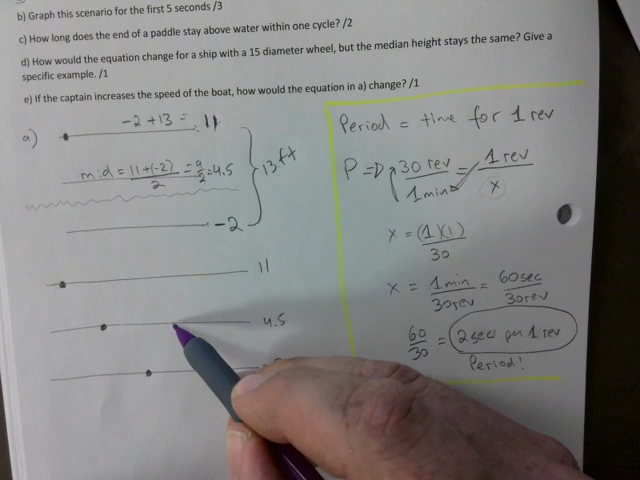 b) Graph this scenario for the first 5 seconds /3
c) How long does the end of a paddle stay above water within one cycle? /2
d) How would the equation change for a ship with a 15 diameter wheel, but the median height stays the same? Give a
specific example. /1
e) If the captain increases the speed of the boat, how would the equation in a) change? /1
a)
-2+13 = 11
mid = 11+(-2)/2 = 9/2 = 4.5
13 ft
-2
11
4.5
Period = time for 1 rev
P => 30 rev/1 min = 1 rev/x
x = (1)(1)/30
x = 1 min/30 rev = 60 sec/30 rev
60/30 = 2 sec per 1 rev
Period!